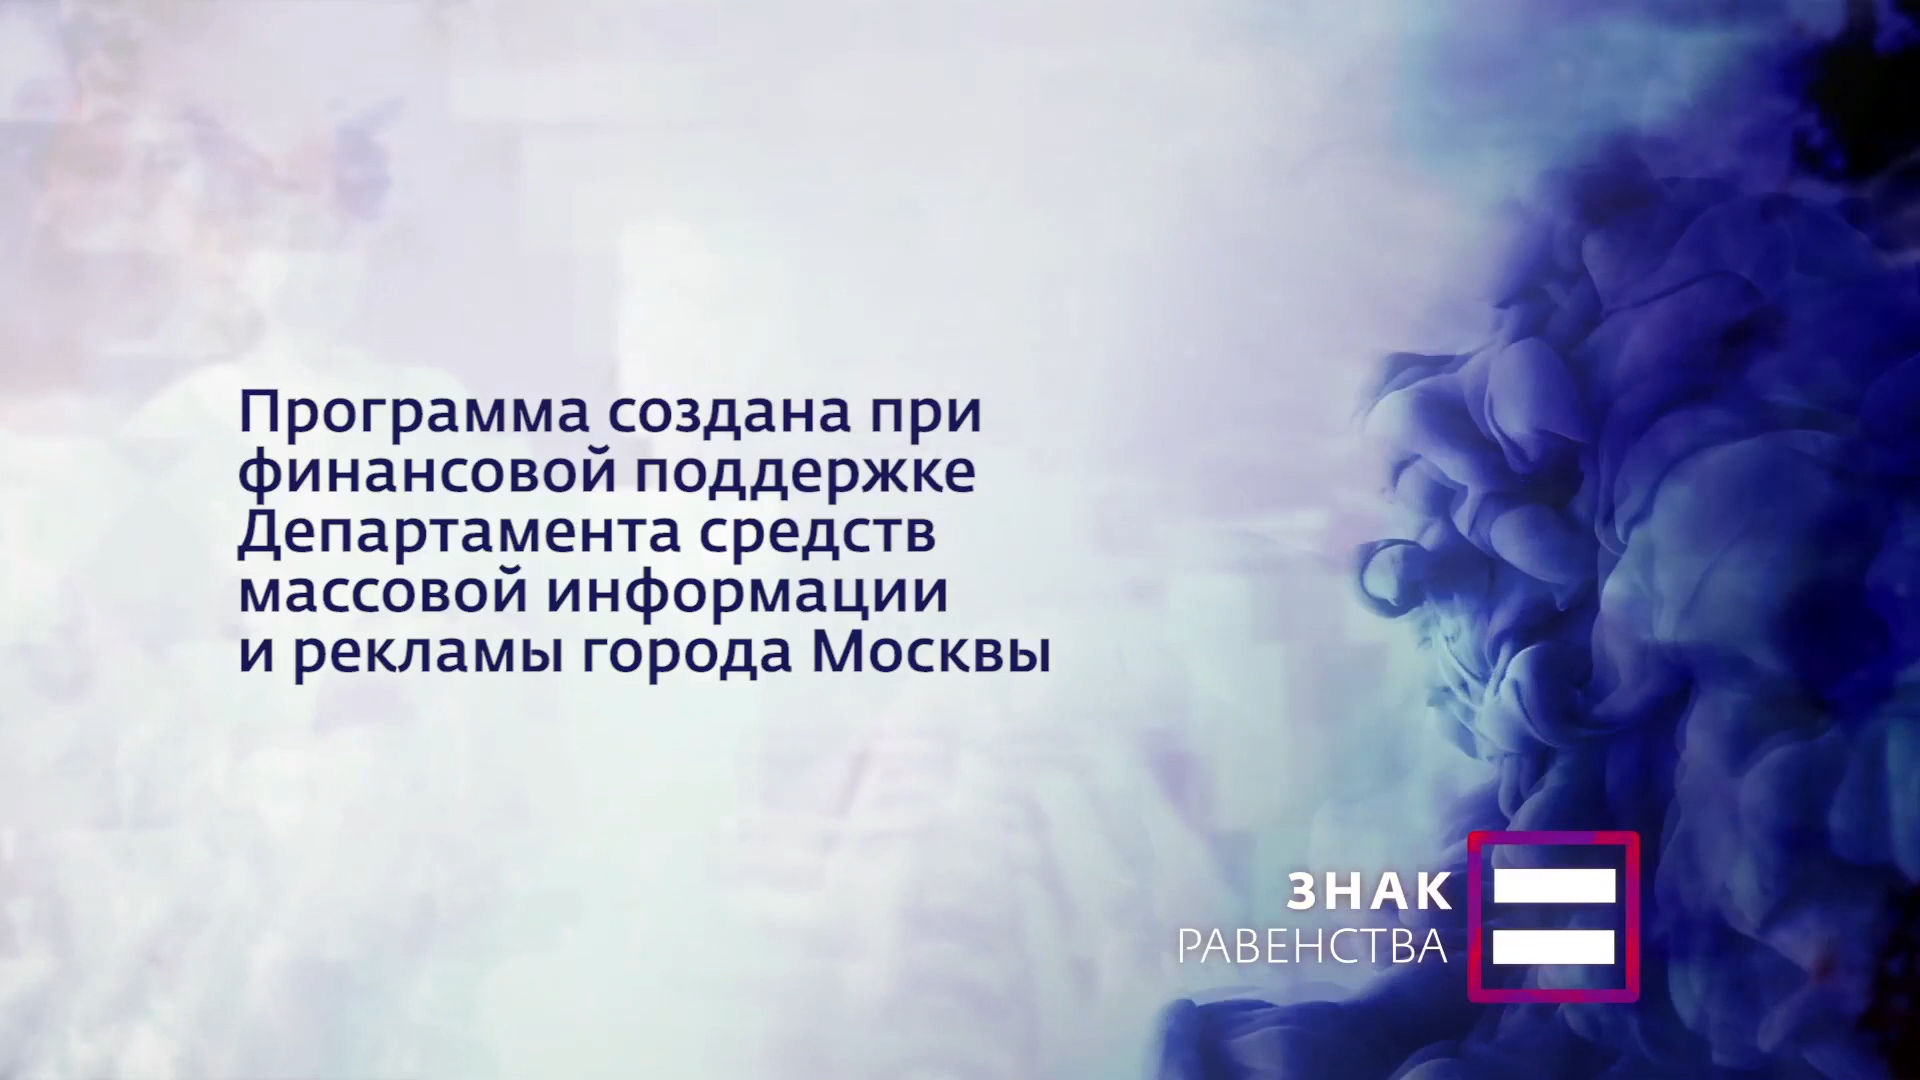 Программа создана при
финансовой поддержке
Департамента средств
массовой информации
и рекламы города Москвы
ЗНАК
РАВЕНСТВА